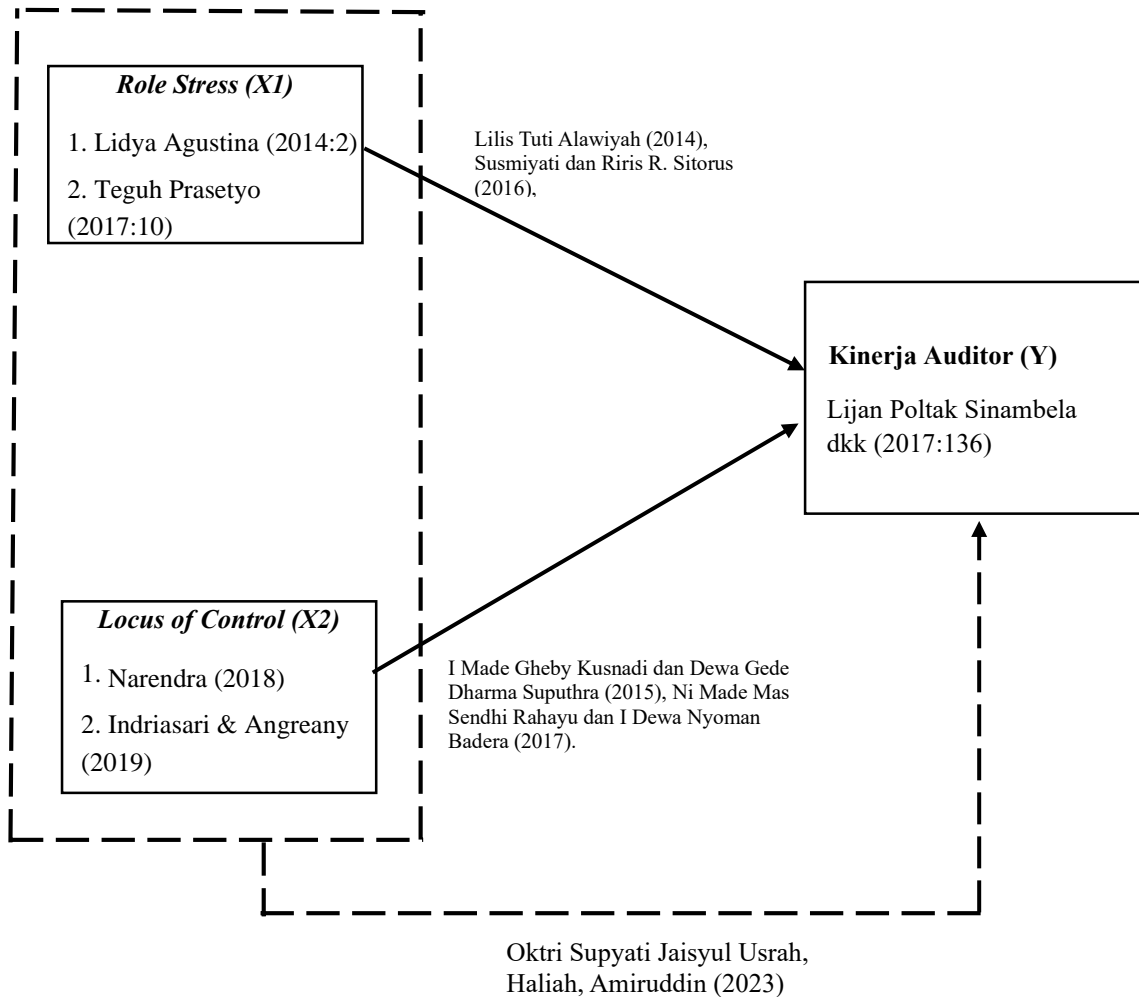 Role Stress (X1)
1. Lidya Agustina (2014:2)
2. Teguh Prasetyo
(2017:10)
Lilis Tuti Alawiyah (2014),
Susmiyati dan Riris R. Sitorus
(2016),
Kinerja Auditor (Y)
Lijan Poltak Sinambela
dkk (2017:136)
Locus of Control (X2)
1. Narendra (2018)
2. Indriasari & Angreany
(2019)
I Made Gheby Kusnadi dan Dewa Gede
Dharma Suputhra (2015), Ni Made Mas
Sendhi Rahayu dan I Dewa Nyoman
Badera (2017).
Oktri Supyati Jaisyul Usrah,
Haliah, Amiruddin (2023)